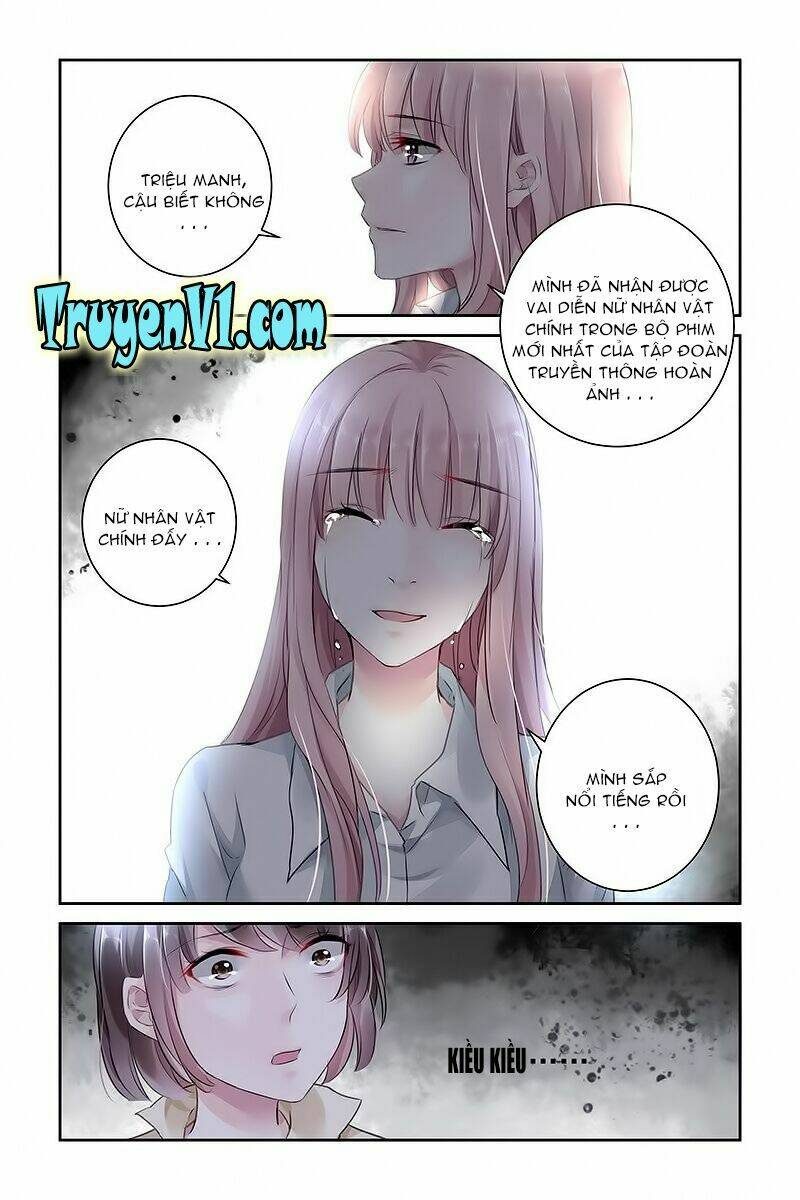 TRIỆU MANH,
CẬU BIẾT KHÔNG
. . .
MÌNH ĐÃ NHẬN ĐƯỢC
VAI DIỄN NỮ NHÂN VẬT
CHÍNH TRONG BỘ PHIM
MỚI NHẤT CỦA TẬP ĐOÀN
TRUYỀN THÔNG HOÀN
ẢNH . . .
TruyenV1.com
NỮ NHÂN VẬT
CHÍNH ĐẤY . . .
MÌNH SẮP
NỔI TIẾNG RỒI
. . .
KIỀU KIỀU.......